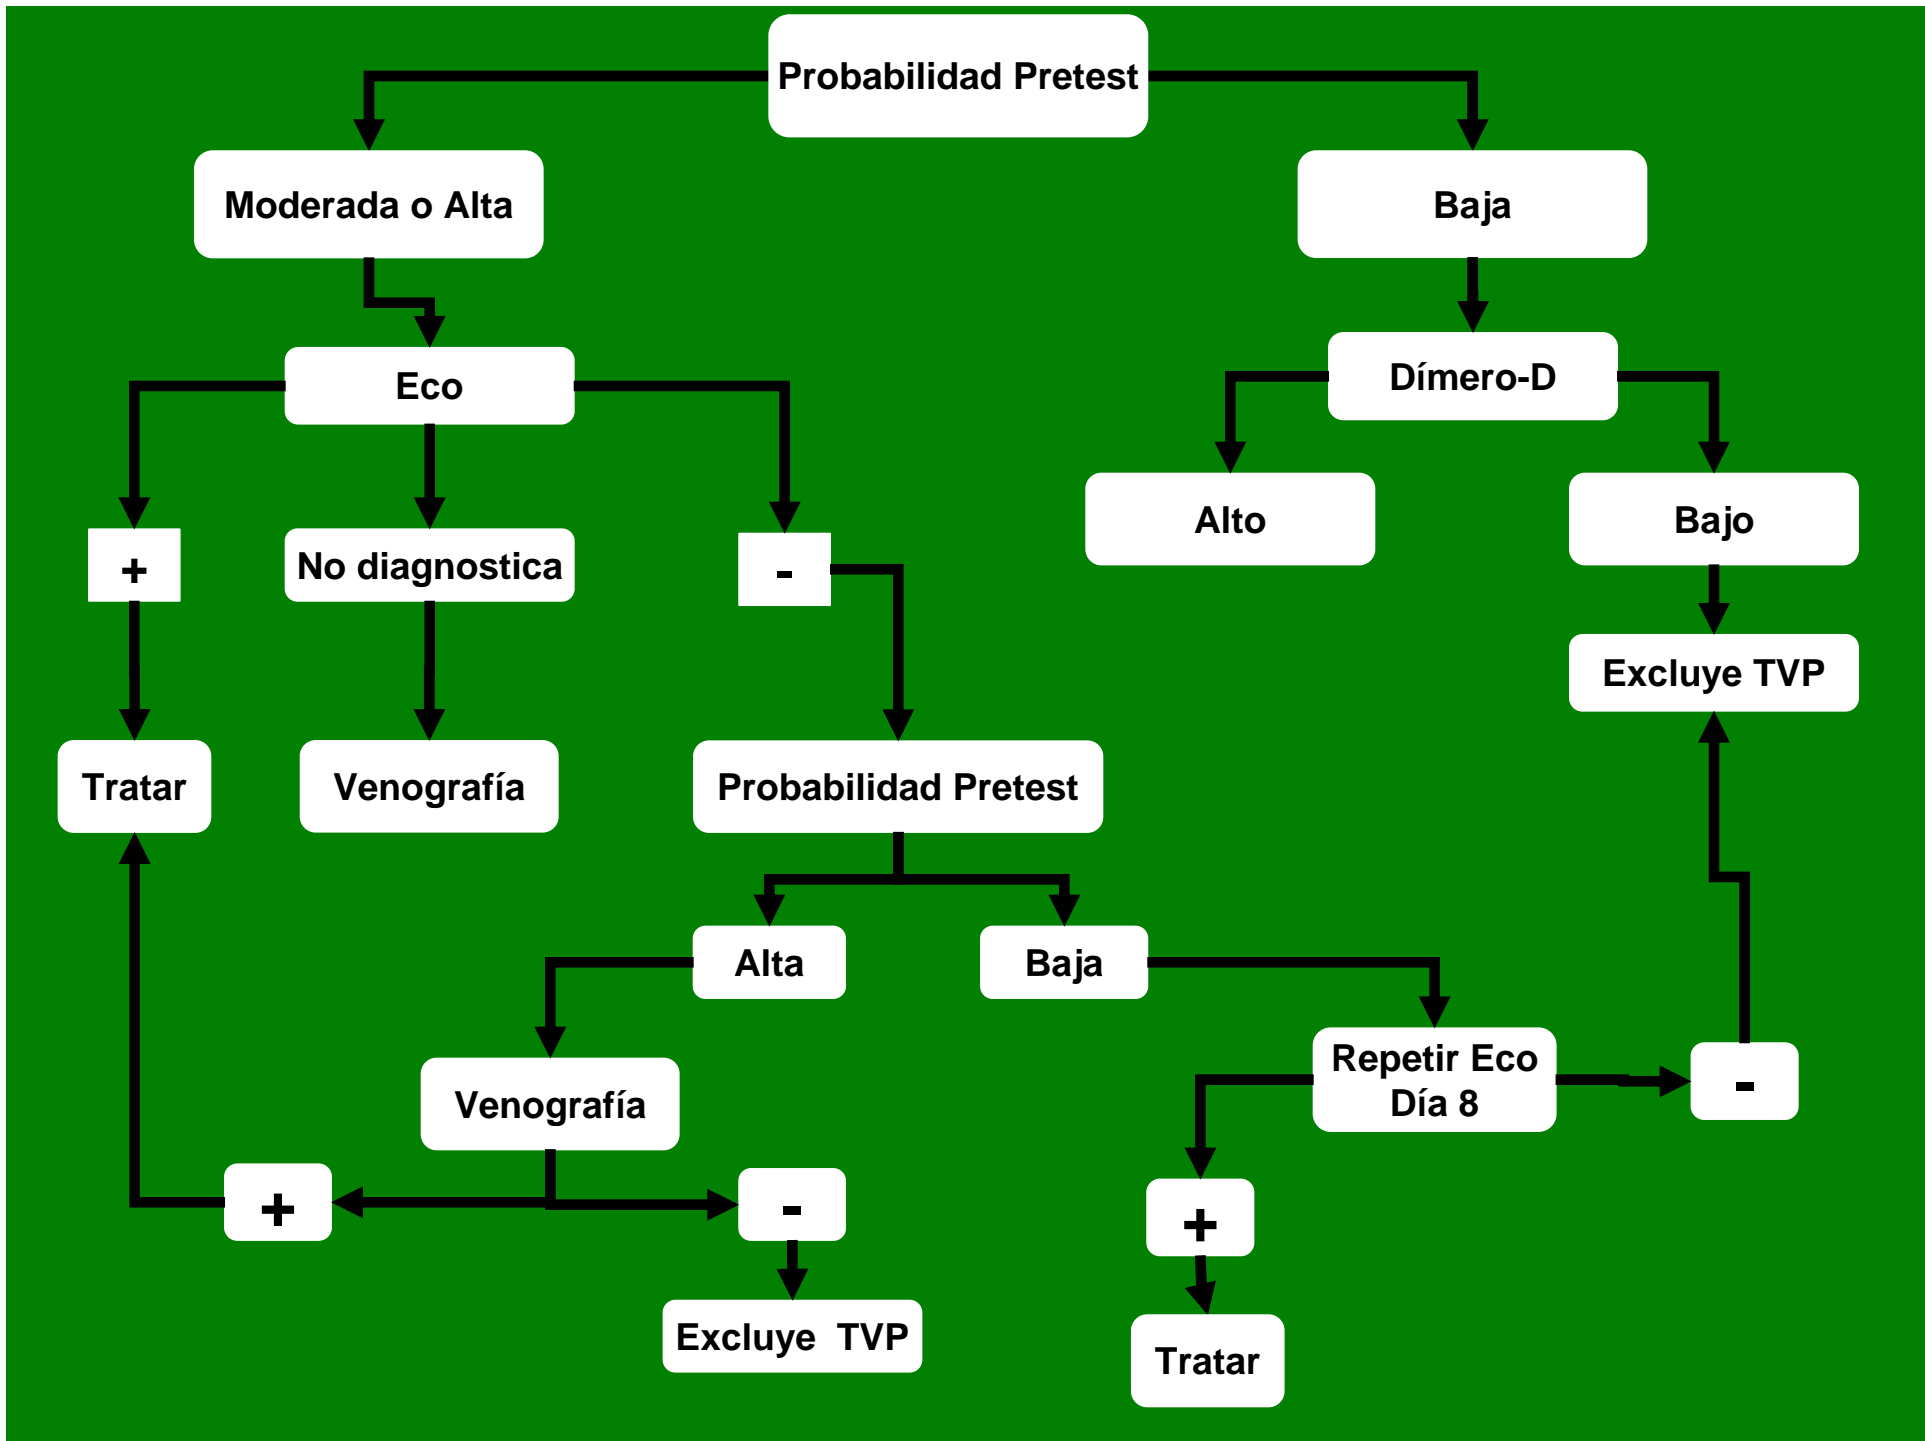 Probabilidad Pretest
Moderada o Alta
Baja
Eco
Dímero-D
Alto
Bajo
+
No diagnostica
-
Excluye TVP
Tratar
Venografía
Probabilidad Pretest
Alta
Baja
Repetir Eco
Día 8
-
Venografía
+
-
+
Excluye  TVP
Tratar